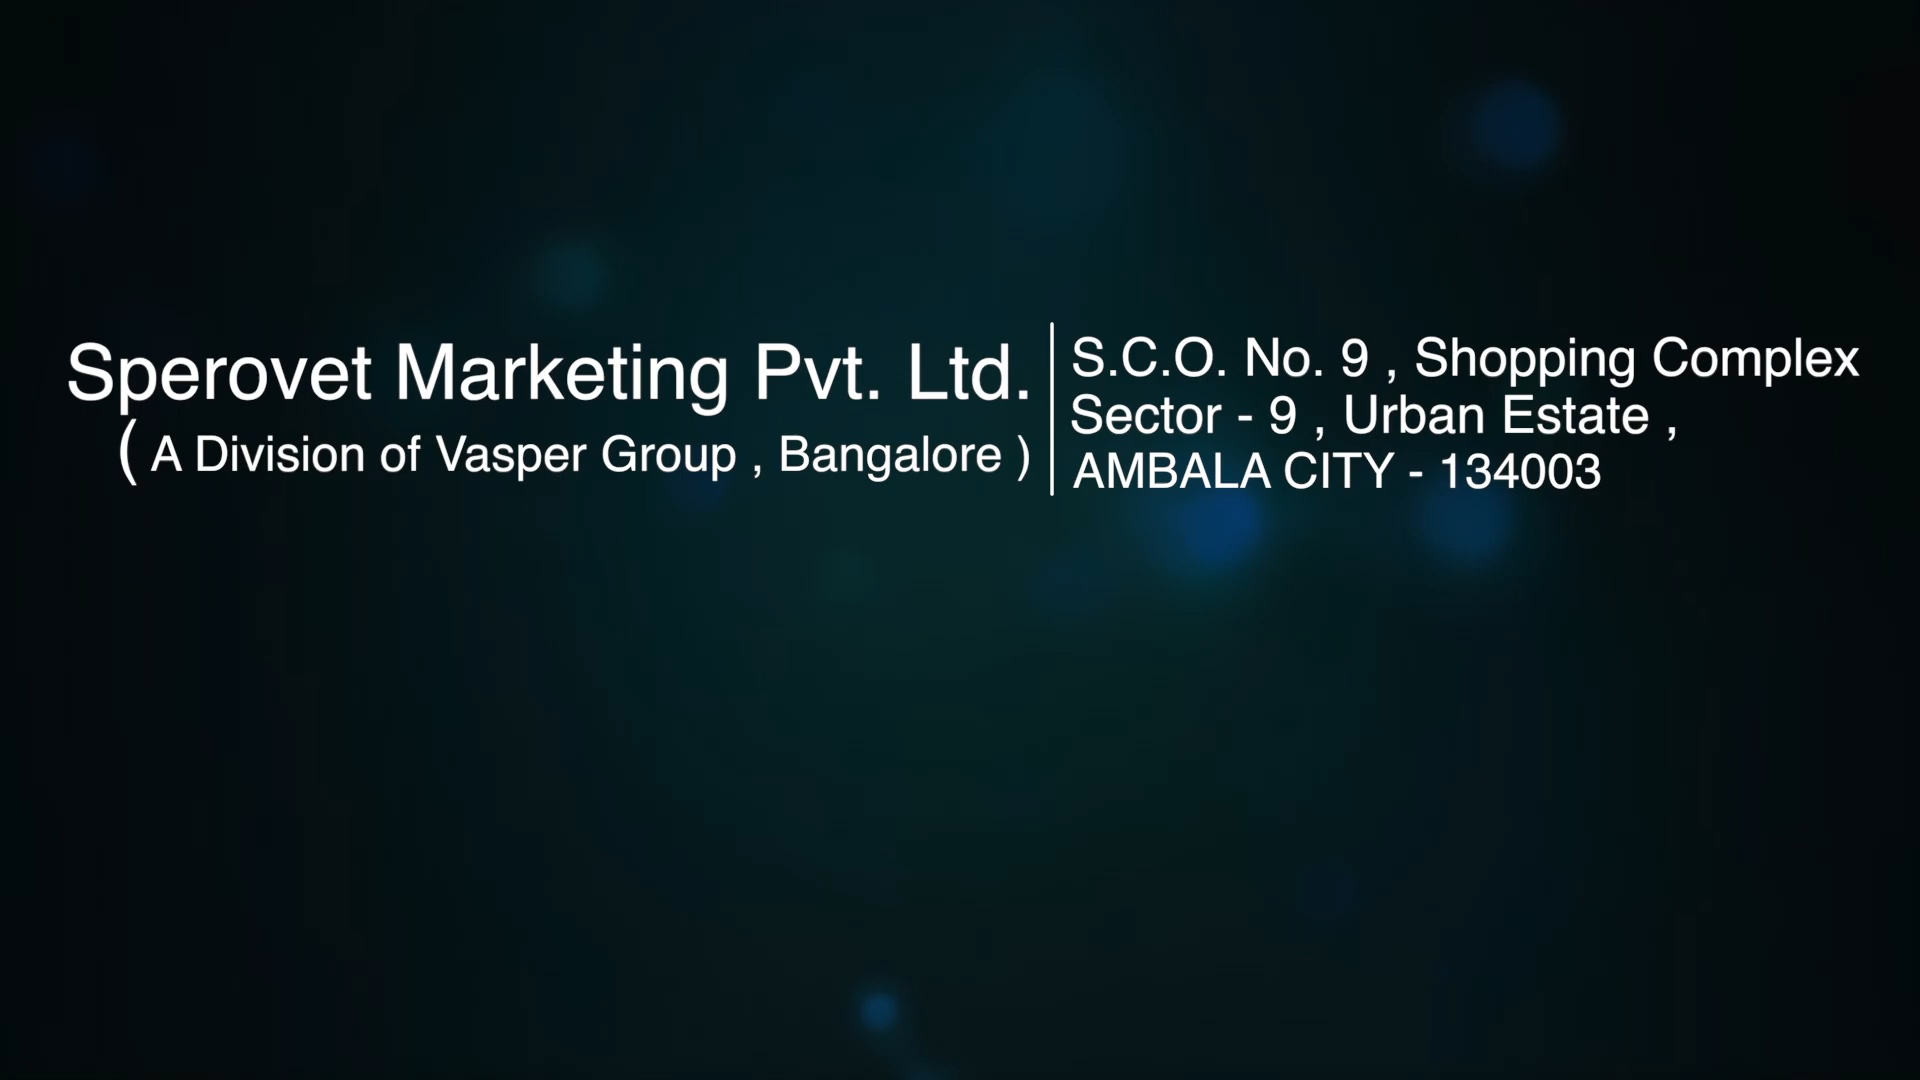 Sperovet Marketing Pvt. Ltd.
( A Division of Vasper Group , Bangalore )
S.C.O. No. 9 , Shopping Complex
Sector - 9 , Urban Estate ,
AMBALA CITY - 134003